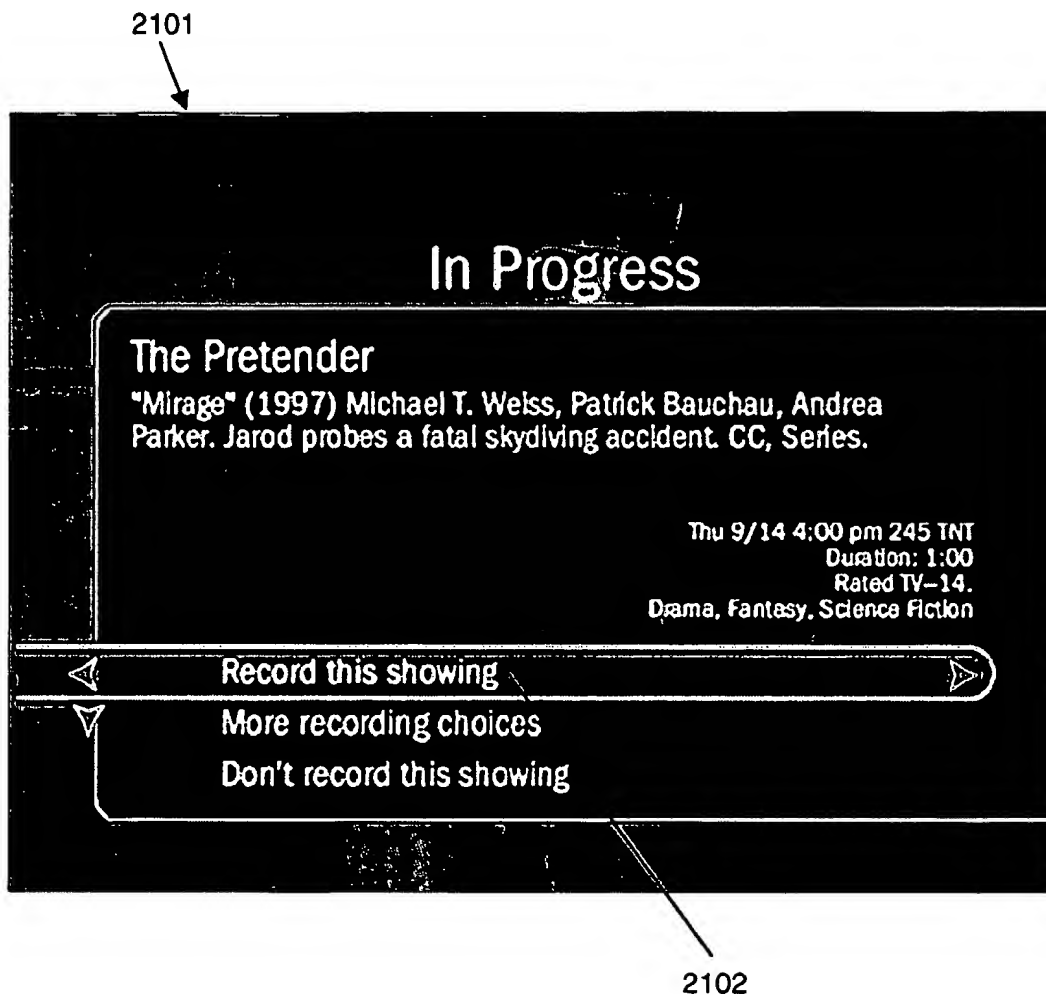 2101
In Progress
The Pretender
"Mirage" (1997) Michael T. Weiss, Patrick Bauchau, Andrea
Parker. Jarod probes a fatal skydiving accident. CC, Series.
Thu 9/14 4:00 pm 245 TNT
Duration: 1:00
Rated TV-14.
Drama, Fantasy, Science Fiction
Record this showing
More recording choices
Don't record this showing
2102